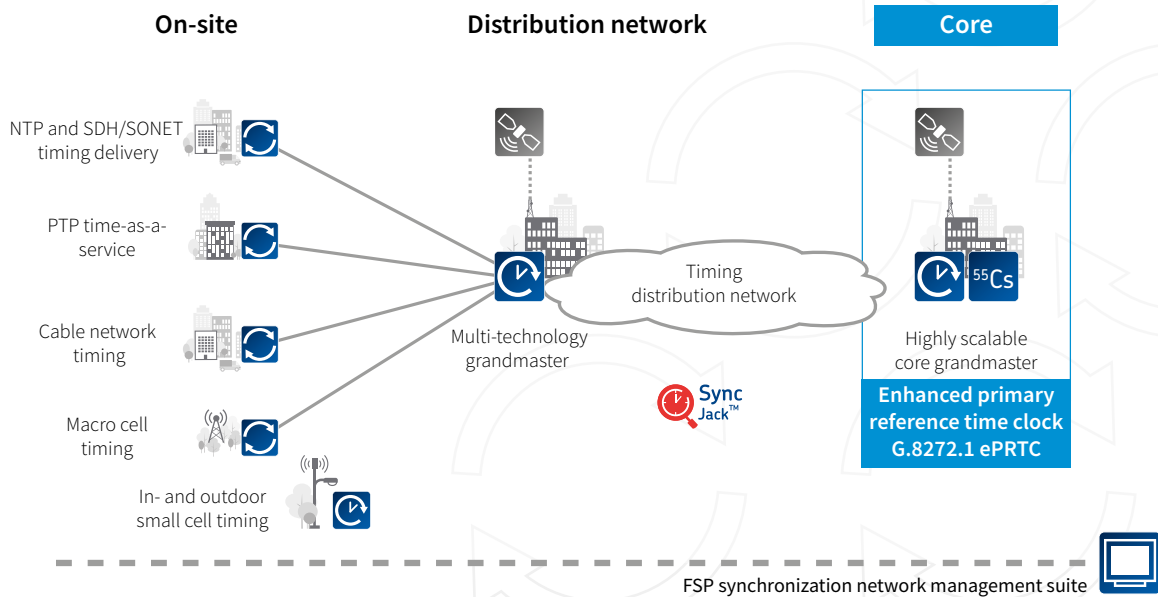 On-site
Distribution network
Core
NTP and SDH/SONET
timing delivery
PTP time-as-a-
service
Cable network
timing
Macro cell
timing
In- and outdoor
small cell timing
Multi-technology
grandmaster
Timing
distribution network
Sync
Jack™
55Cs
Highly scalable
core grandmaster
Enhanced primary
reference time clock
G.8272.1 ePRTC
FSP synchronization network management suite